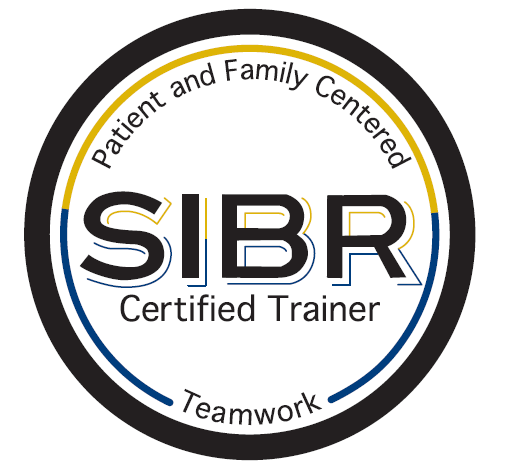 Patient and Family Centered
SIBR
Certified Trainer
Teamwork